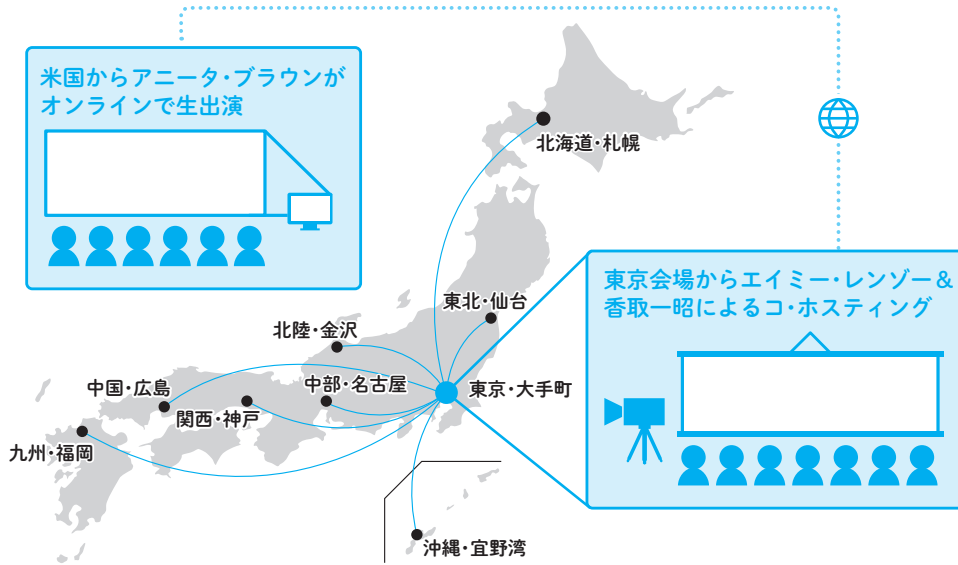 米国からアニータ・ブラウンが
オンラインで生出演
北海道・札幌
東京会場からエイミー・レンゾー＆
香取一昭によるコ・ホスティング
東北・仙台
北陸・金沢
中国・広島
中部・名古屋
東京・大手町
関西・神戸
九州・福岡
沖縄・宜野湾